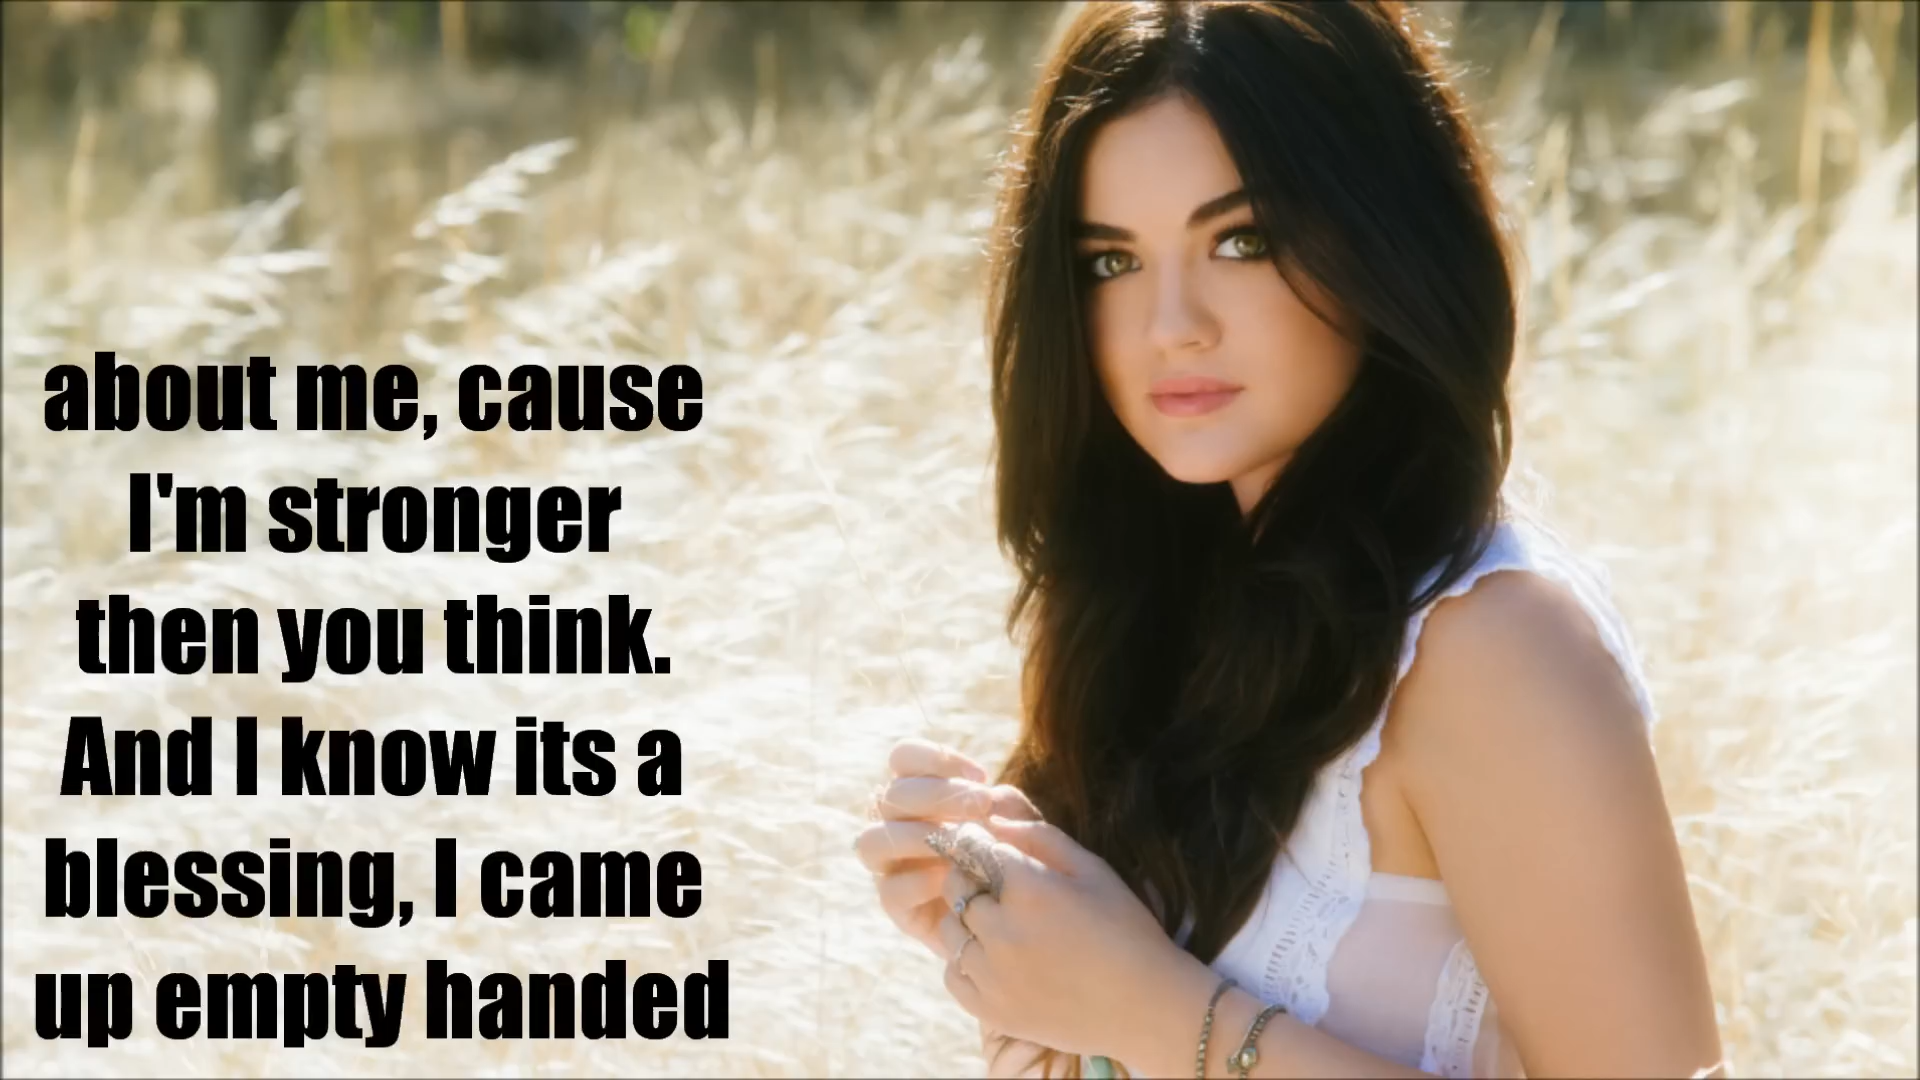 about me, cause
I'm stronger
then you think.
And I know its a
blessing, I came
up empty handed